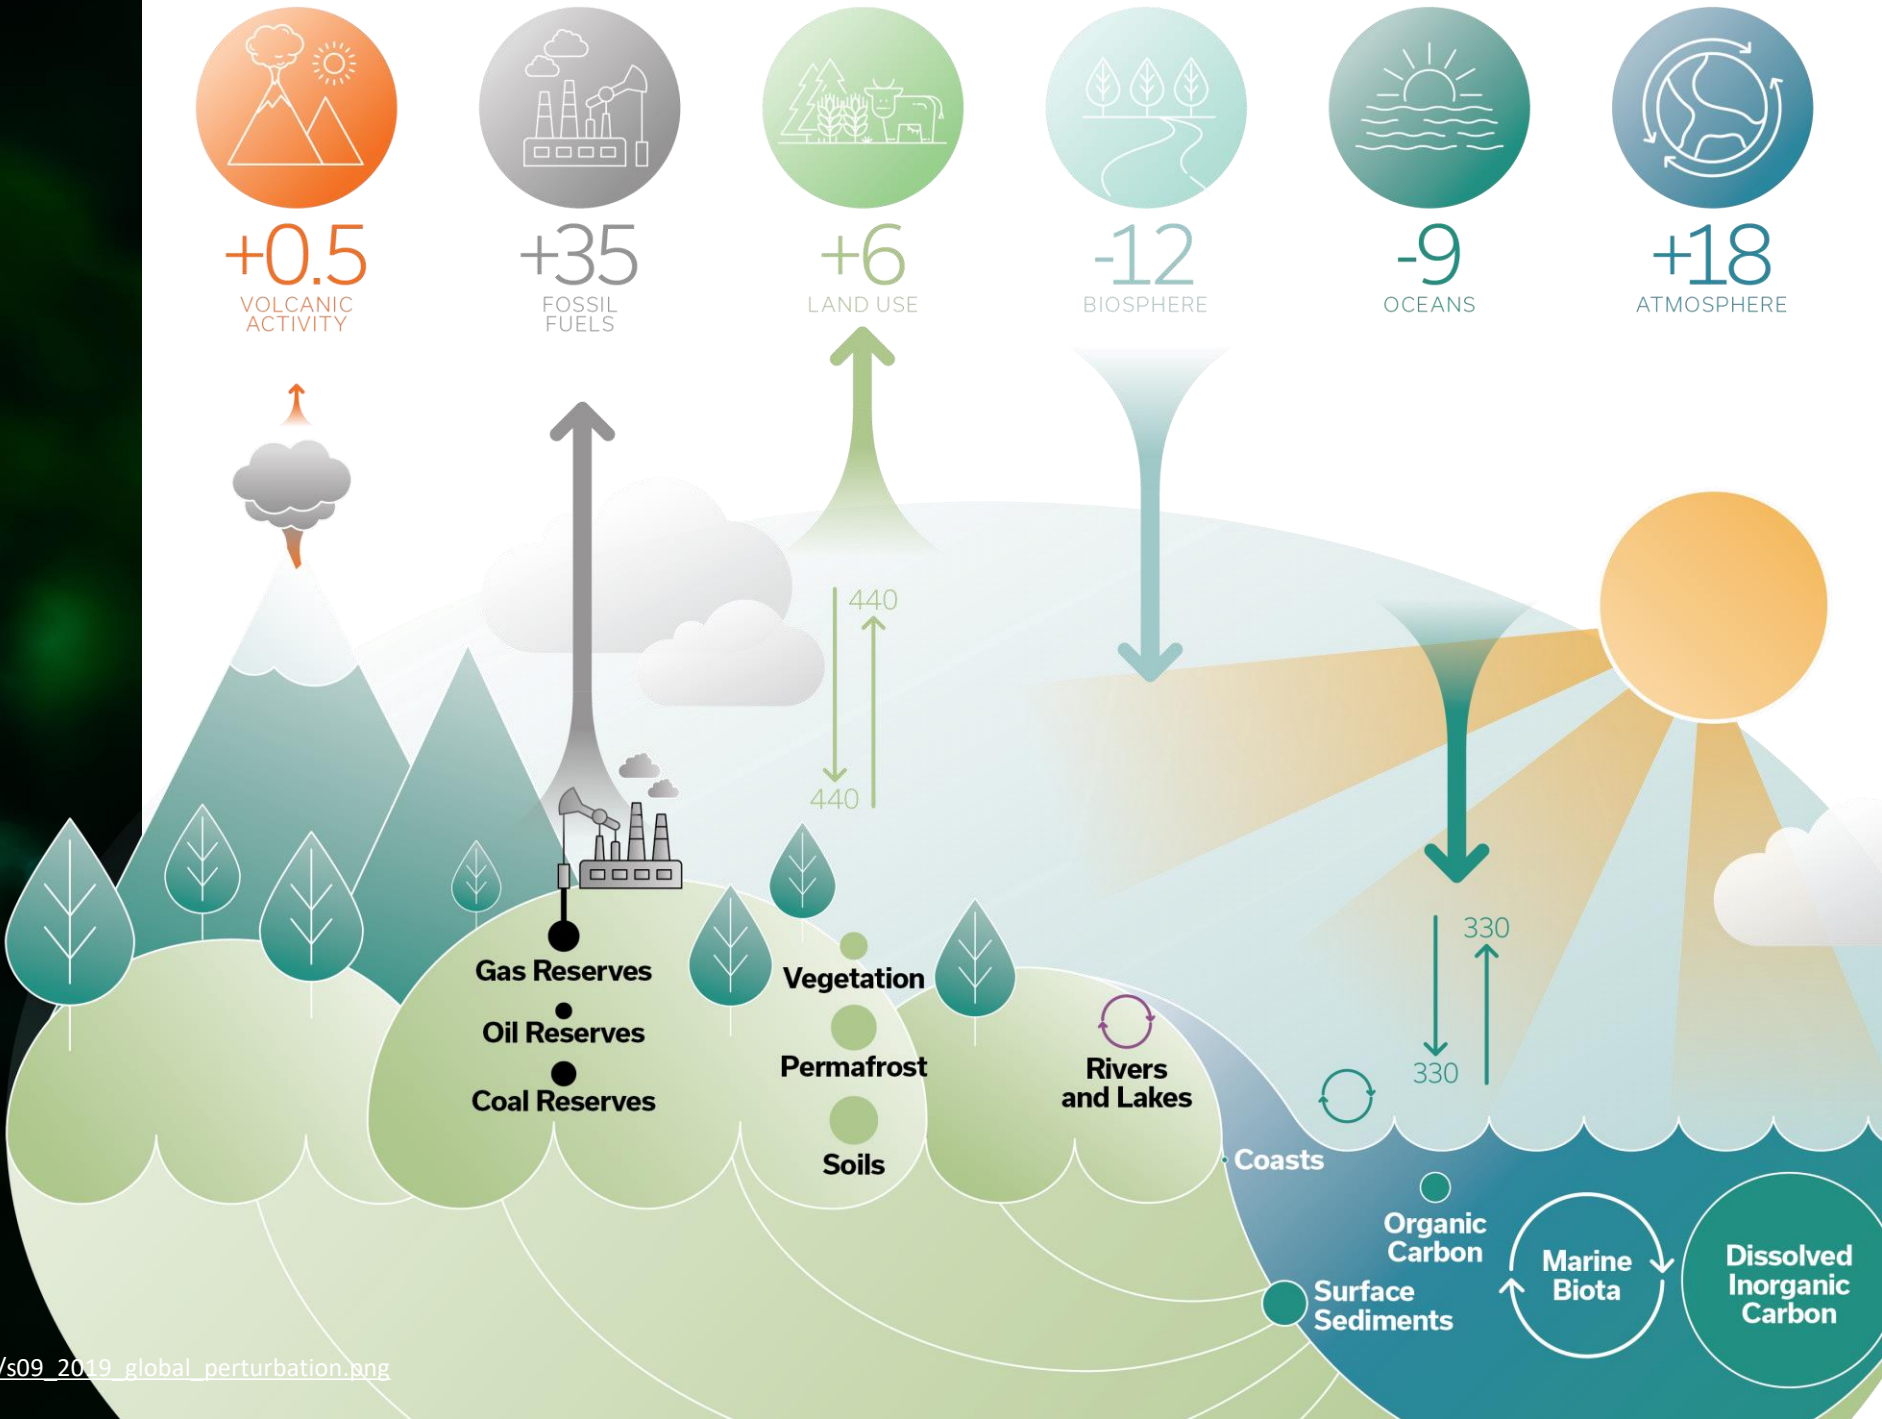 +0.5
VOLCANIC
ACTIVITY
+35
FOSSIL
FUELS
+6
LAND USE
-12
BIOSPHERE
-9
OCEANS
+18
ATMOSPHERE
440
440
330
330
Gas Reserves
Oil Reserves
Coal Reserves
Vegetation
Permafrost
Soils
Rivers
and Lakes
Coasts
Organic
Carbon
Surface
Sediments
Marine
Biota
Dissolved
Inorganic
Carbon
/s09_2019_global_perturbation.png